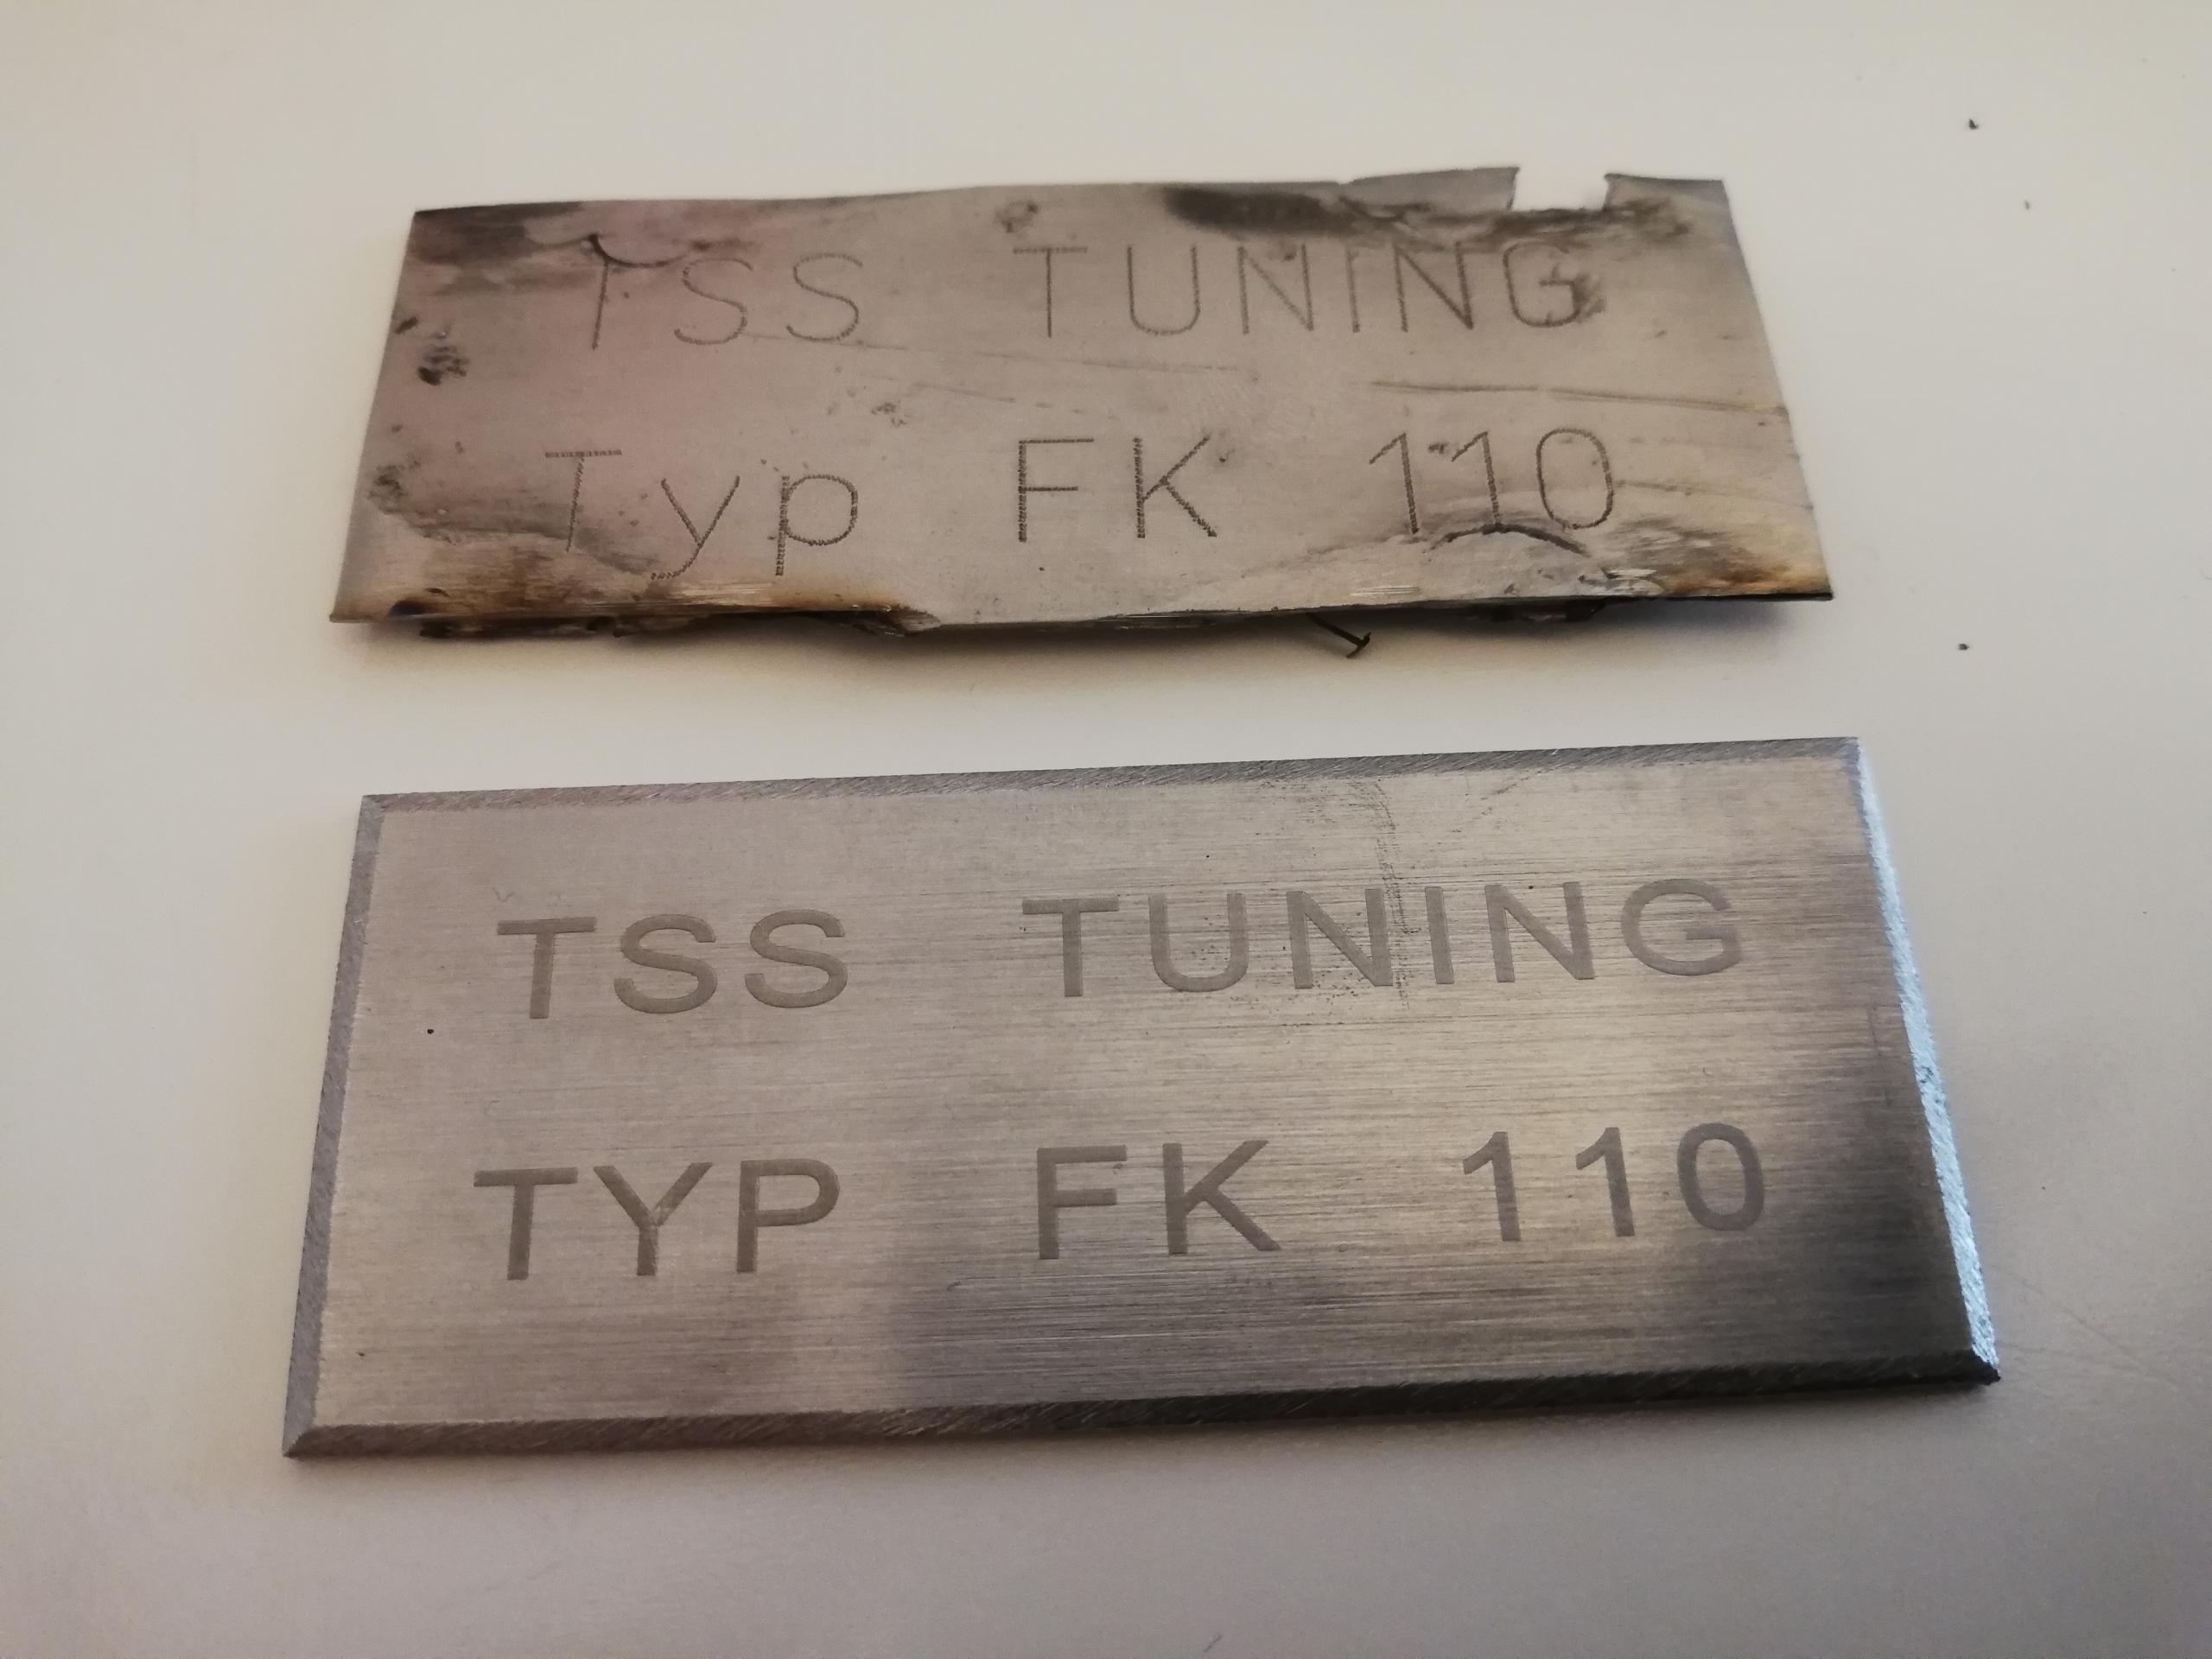 TSS TUNING
Typ FK 110
TSS TUNING
TYP FK 110